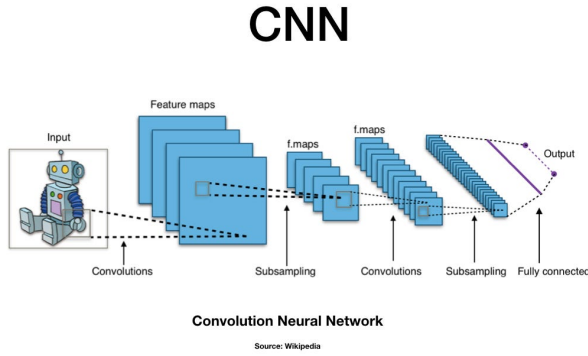 CNN
Feature maps
Input
f.maps
f.maps
Output
Convolutions
Subsampling
Convolutions
Subsampling
Fully connected
Convolution Neural Network
Source: Wikipedia